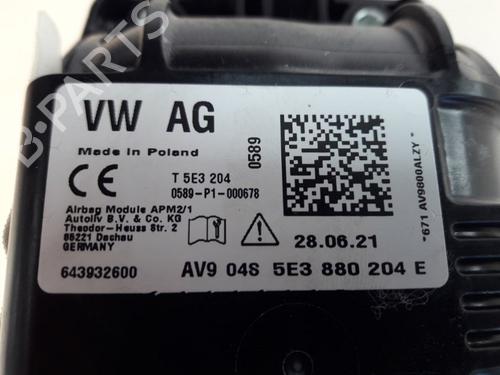 B-PARTS
VW AG
Made in Poland
0589
CE
T 5E3 204
0589-P1-000678
Airbag Module APM2/1
Autoliv B.V. & Co. KG
Theodor-Heuss Str. 2
85221 Dachau
GERMANY
28.06.21
643932600
AV9 04S 5E3 880 204 E
*671 AV9800ALZY *